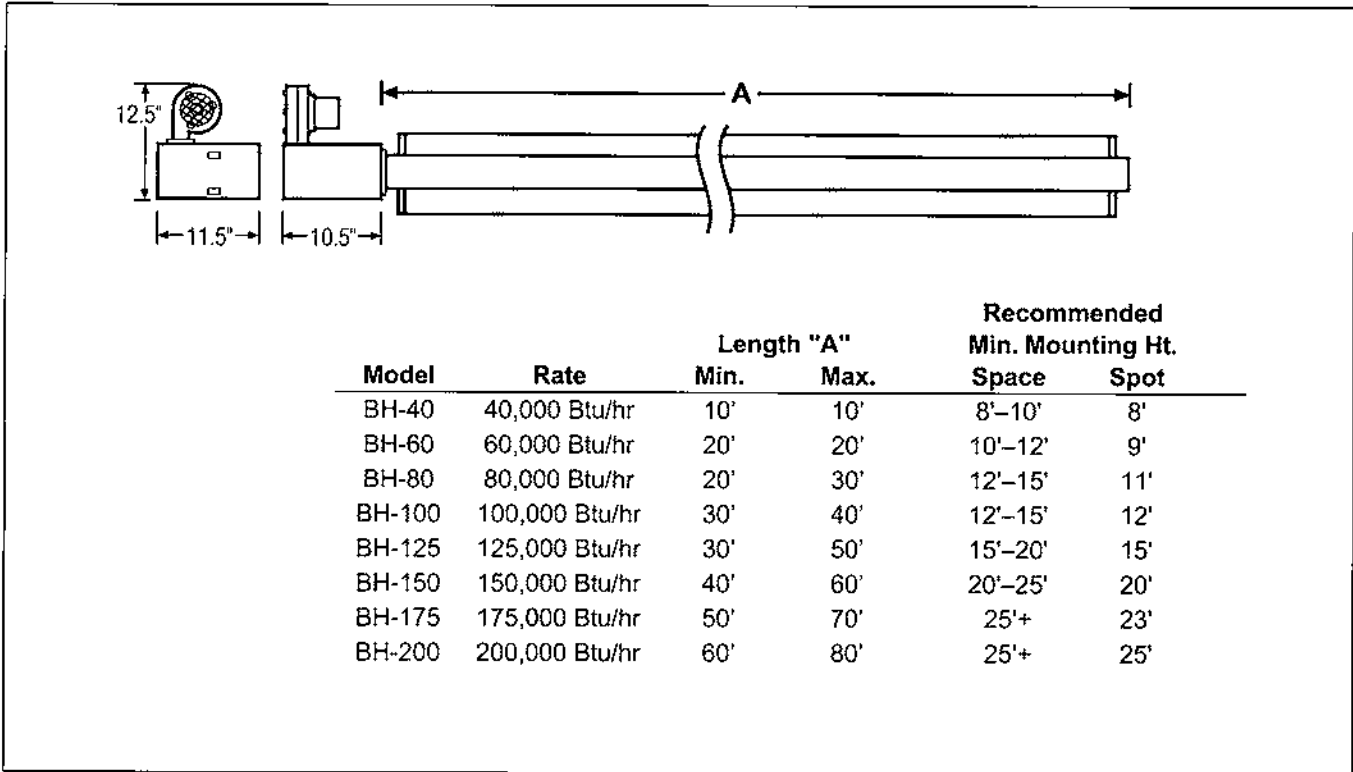 A
12.5"
11.5"
10.5"
Recommended
Length "A" Min. Mounting Ht.
Model Rate Min. Max. Space Spot
BH-40 40,000 Btu/hr 10' 10' 8'–10' 8'
BH-60 60,000 Btu/hr 20' 20' 10'–12' 9'
BH-80 80,000 Btu/hr 20' 30' 12'–15' 11'
BH-100 100,000 Btu/hr 30' 40' 12'–15' 12'
BH-125 125,000 Btu/hr 30' 50' 15'–20' 15'
BH-150 150,000 Btu/hr 40' 60' 20'–25' 20'
BH-175 175,000 Btu/hr 50' 70' 25'+ 23'
BH-200 200,000 Btu/hr 60' 80' 25'+ 25'